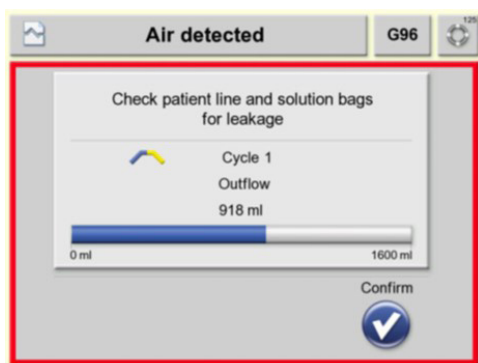 Air detected
G96
125
Check patient line and solution bags
for leakage
Cycle 1
Outflow
918 ml
0 ml
1600 ml
Confirm